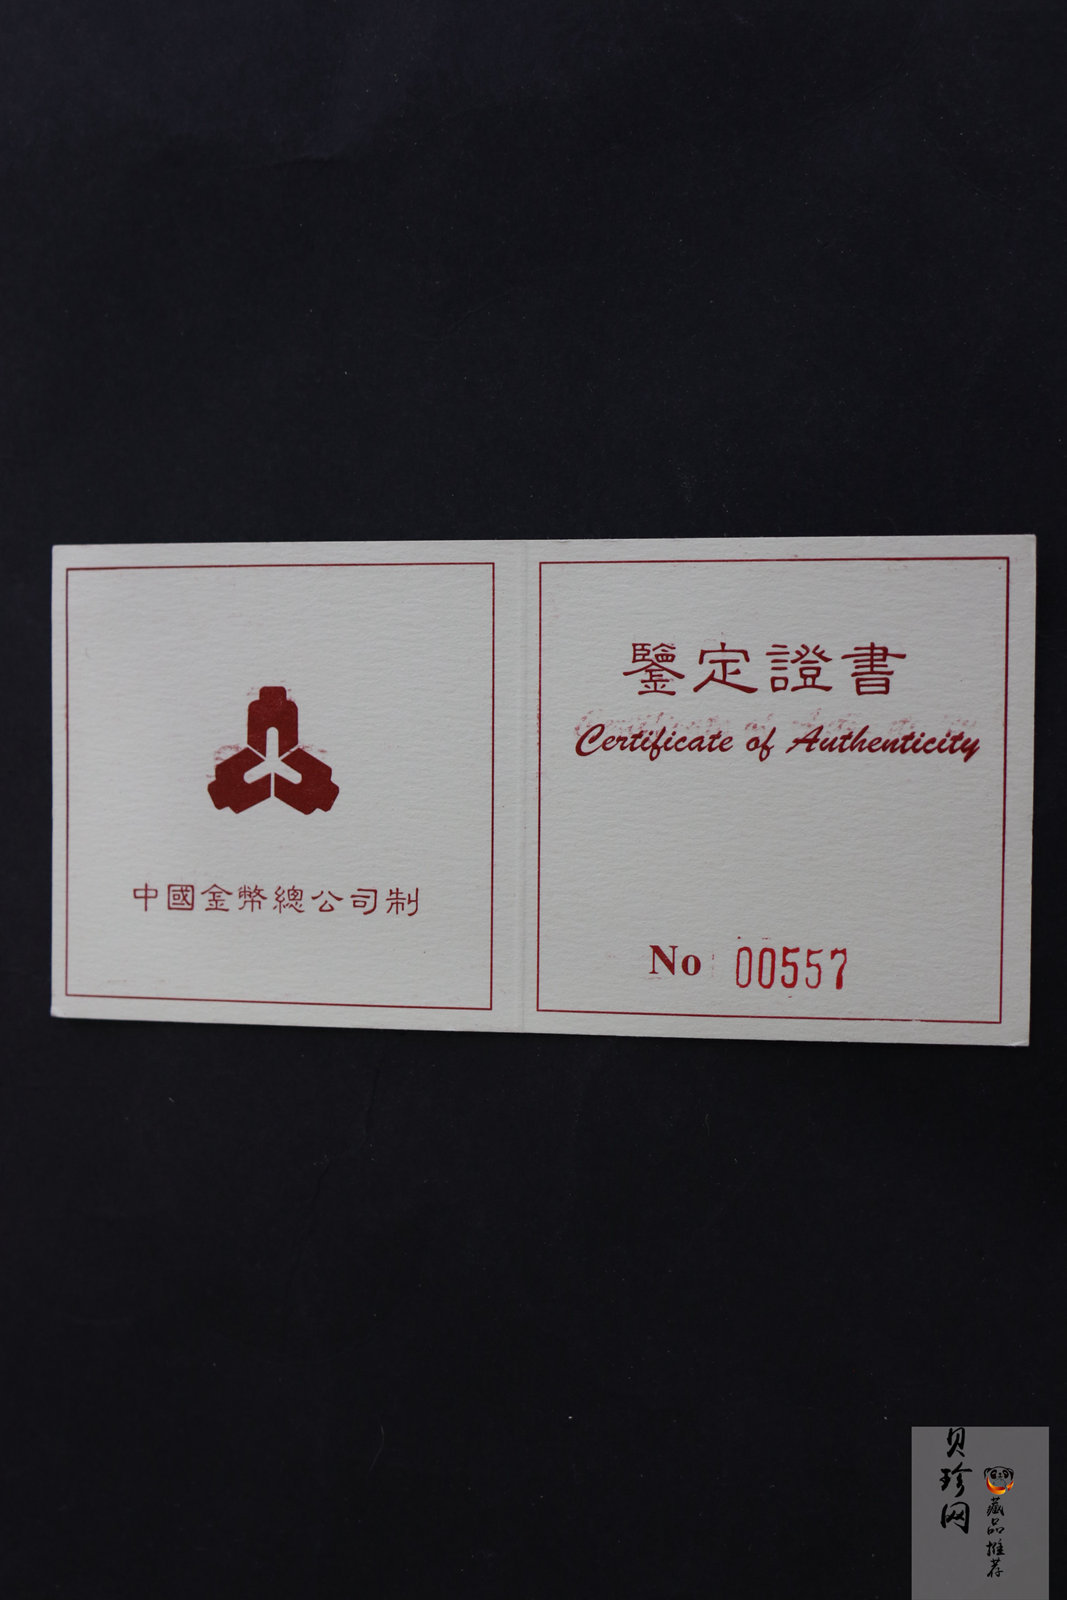 中國金幣總公司制
鑒定證書
Certificate of Authenticity
No 00557
贝珍网
藏品推荐